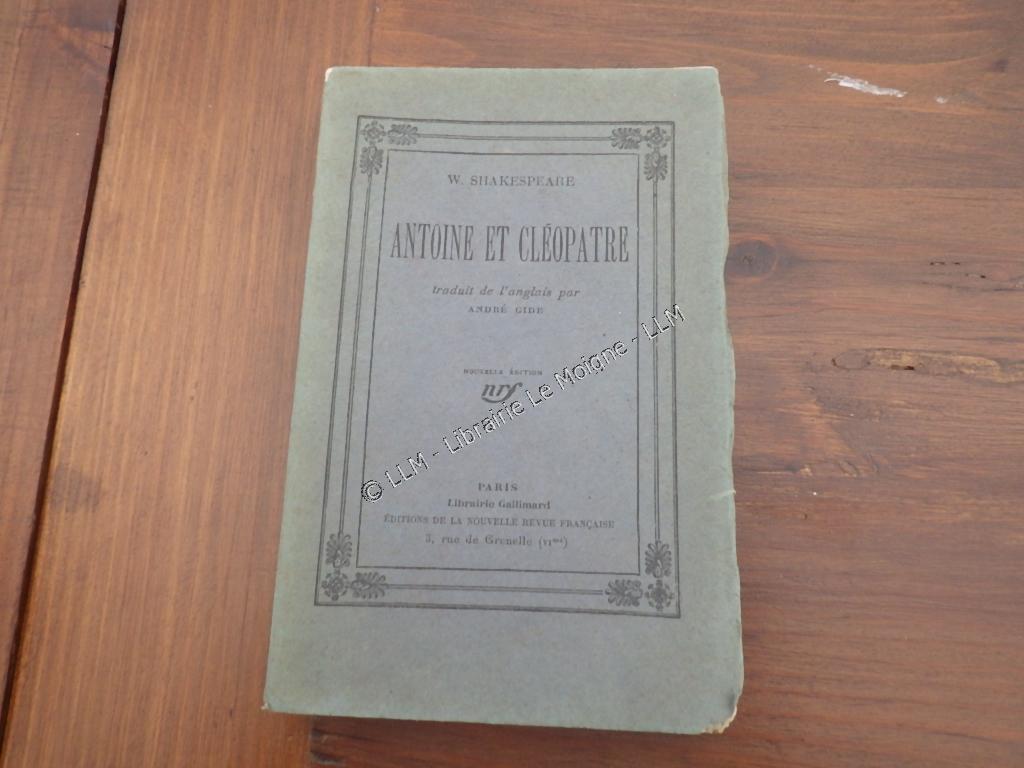 W. SHAKESPEARE
ANTOINE ET CLÉOPATRE
traduit de l'anglais par
ANDRÉ GIDE
NOUVELLE ÉDITION
nrf
© LLM - Librairie Le Moigne - LLM
PARIS
Librairie Gallimard
ÉDITIONS DE LA NOUVELLE REVUE FRANÇAISE
3, rue de Grenelle (VIme)